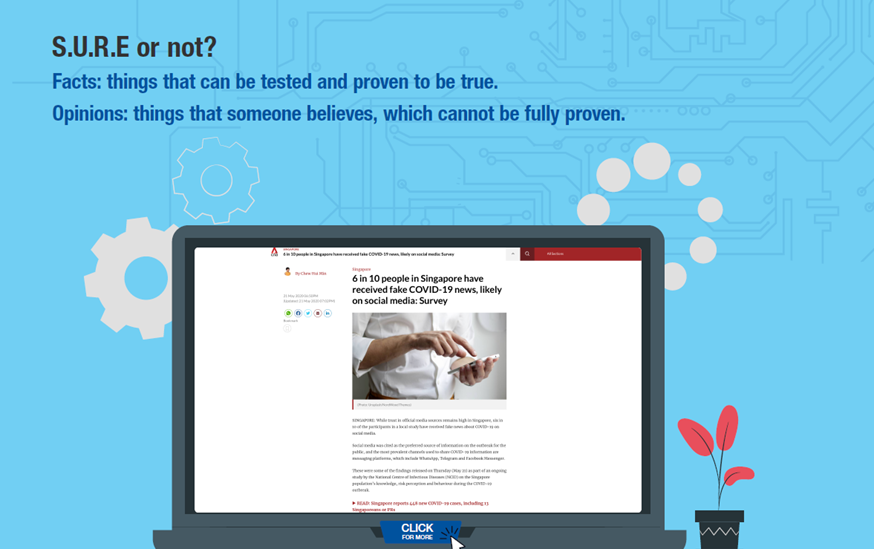 S.U.R.E or not?
Facts: things that can be tested and proven to be true.
Opinions: things that someone believes, which cannot be fully proven.
SINGAPORE
6 in 10 people in Singapore have received fake COVID-19 news, likely on social media: Survey
All Sections
By
Singapore
6 in 10 people in Singapore have
received fake COVID-19 news, likely
on social media: Survey
Bookmark
SINGAPORE: While trust in official media sources remains high in Singapore, six in
10 of the participants in a local study have received fake news about COVID-19 on
social media.
Social media was cited as the preferred source of information on the outbreak for the
public, and the most prevalent channels used to share COVID-19 information are
messaging platforms, which include WhatsApp, Telegram and Facebook Messenger.
These were some of the findings released on Thursday (May 21) as part of an ongoing
study by the National Centre of Infectious Diseases (NCID) on the Singapore
population's knowledge, risk perception and behaviour during the COVID-19
outbreak.
READ: Singapore reports 448 new COVID-19 cases, including 13
Singaporeans or PRs
CLICK
FOR MORE